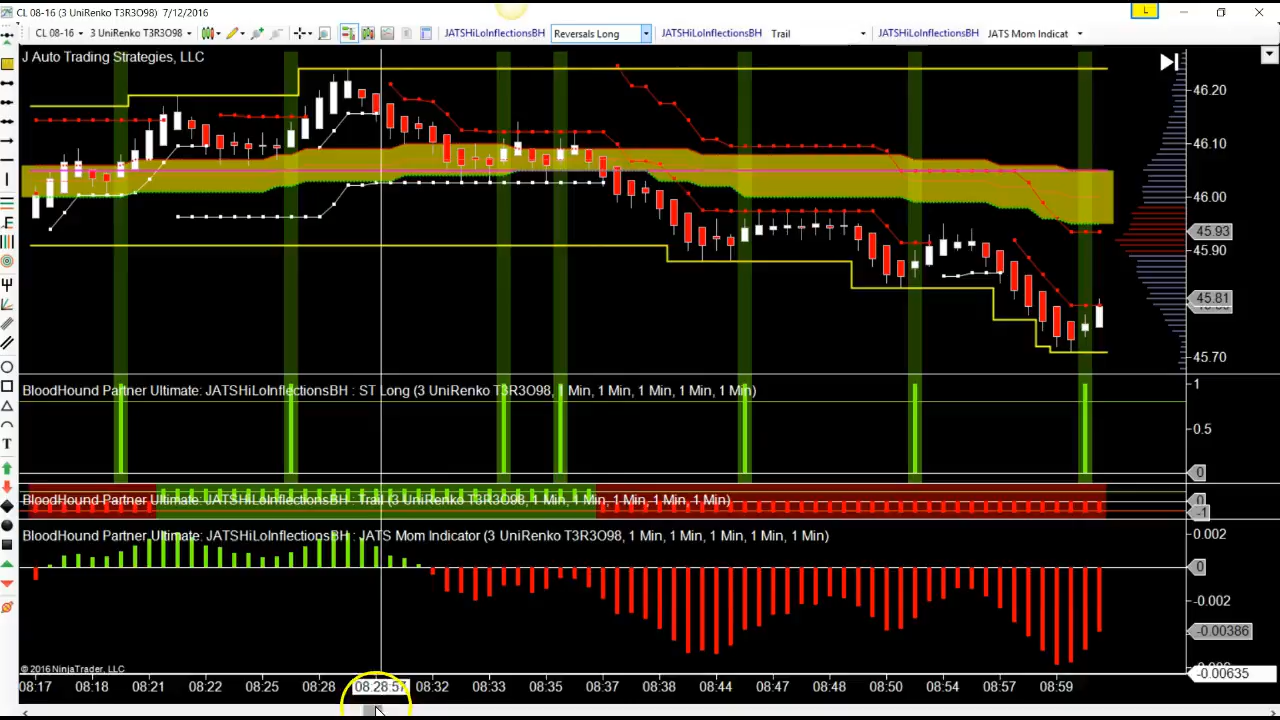 CL 08-16 (3 UniRenko T3R3O98) 7/12/2016
L
CL 08-16 3 UniRenko T3R3O98 JATSHiLoInflectionsBH Reversals Long JATSHiLoInflectionsBH Trail JATSHiLoInflectionsBH JATS Mom Indicat
J Auto Trading Strategies, LLC
46.20
46.10
46.00
45.93
45.90
45.81
45.70
BloodHound Partner Ultimate: JATSHiLoInflectionsBH : ST Long (3 UniRenko T3R3O98, 1 Min, 1 Min, 1 Min, 1 Min)
1
0.5
0
BloodHound Partner Ultimate: JATSHiLoInflectionsBH : Trail (3 UniRenko T3R3O98, 1 Min, 1 Min, 1 Min, 1 Min)
0
-1
BloodHound Partner Ultimate: JATSHiLoInflectionsBH : JATS Mom Indicator (3 UniRenko T3R3O98, 1 Min, 1 Min, 1 Min, 1 Min)
0.002
0
-0.002
-0.00386
-0.00635
© 2016 NinjaTrader, LLC
08:17 08:18 08:21 08:22 08:25 08:28 08:28:57 08:32 08:33 08:35 08:37 08:38 08:44 08:47 08:48 08:50 08:54 08:57 08:59
T